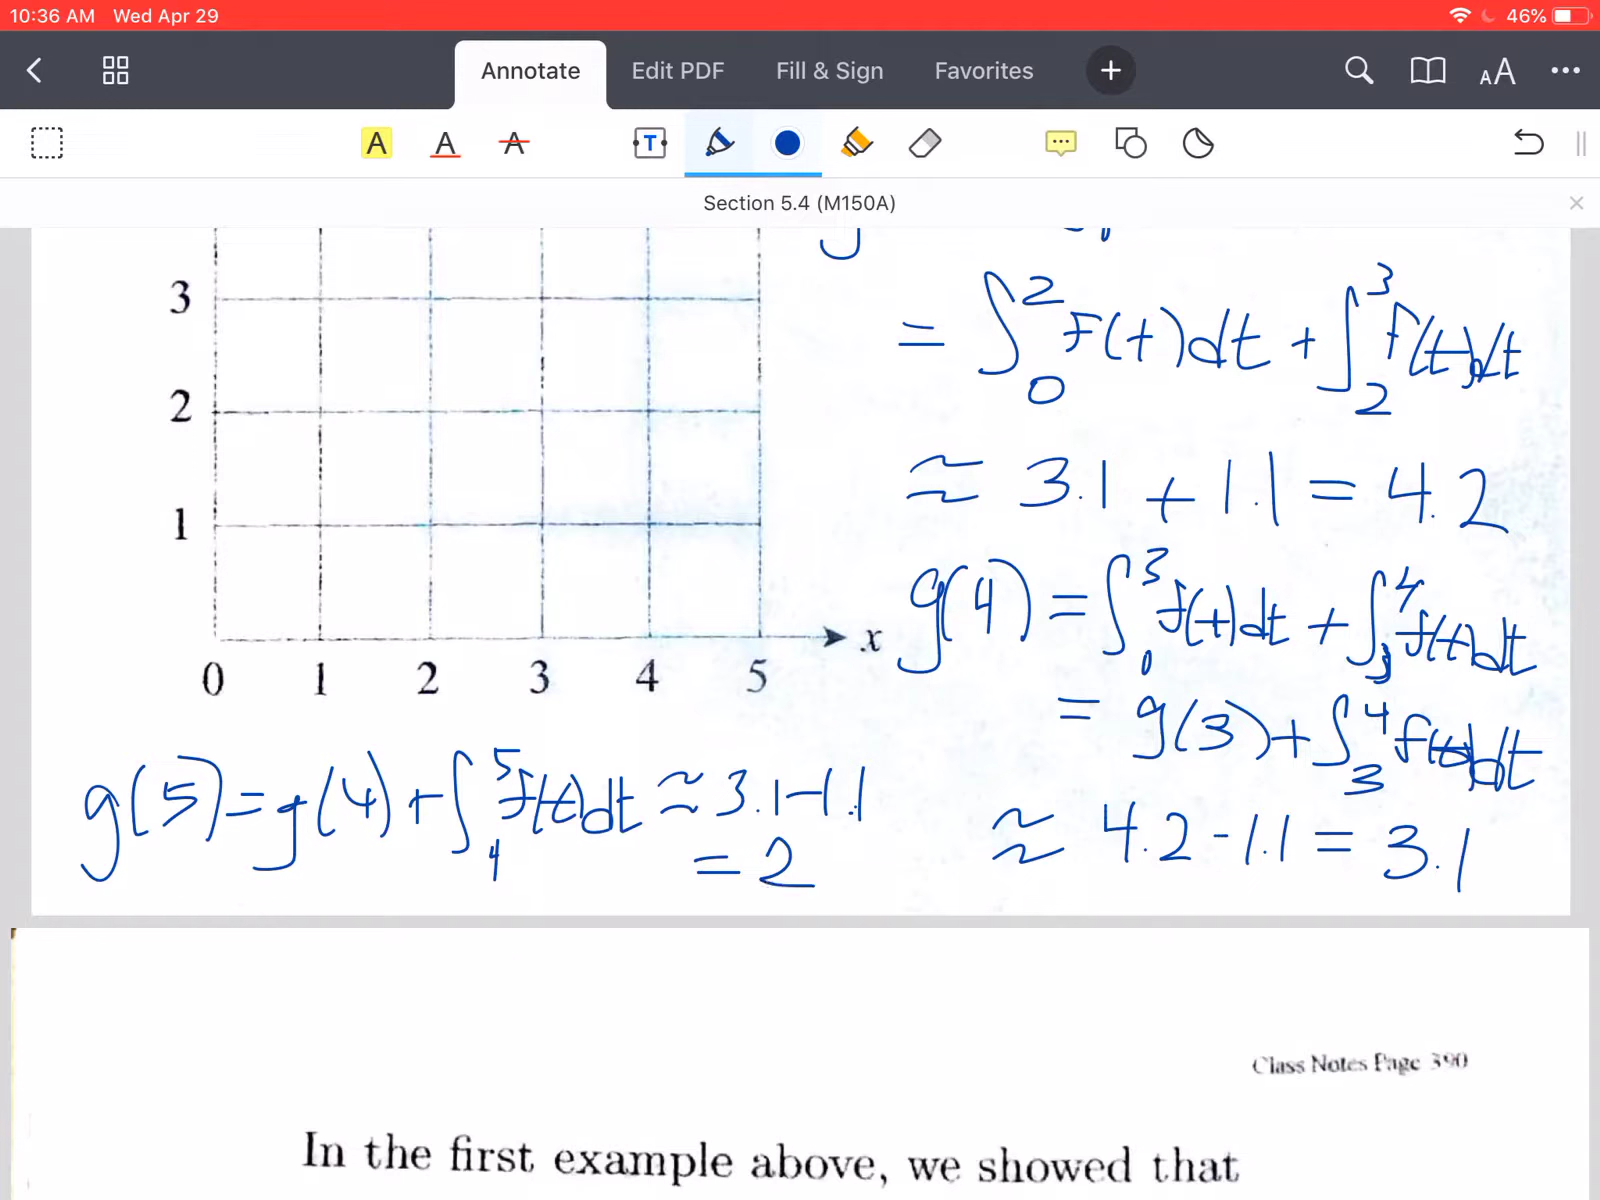 10:36 AM Wed Apr 29 46%
Annotate Edit PDF Fill & Sign Favorites + AA
A A A T
Section 5.4 (M150A)
3
2
1
0 1 2 3 4 5 x
= ∫₀² f(t)dt + ∫₂³ f(t)dt
≈ 3.1 + 1.1 = 4.2
g(4) = ∫₀³ f(t)dt + ∫₃⁴ f(t)dt
= g(3) + ∫₃⁴ f(t)dt
≈ 4.2 - 1.1 = 3.1
g(5) = g(4) + ∫₄⁵ f(t)dt ≈ 3.1 - 1.1
= 2
Class Notes Page 390
In the first example above, we showed that